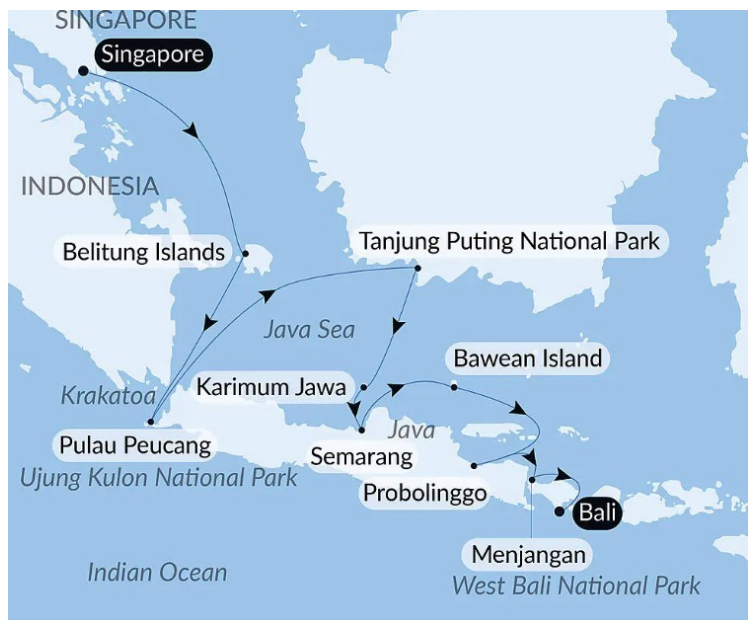 SINGAPORE
Singapore
INDONESIA
Belitung Islands
Tanjung Puting National Park
Java Sea
Bawean Island
Krakatoa
Karimum Jawa
Java
Pulau Peucang
Semarang
Ujung Kulon National Park
Probolinggo
Bali
Menjangan
Indian Ocean
West Bali National Park